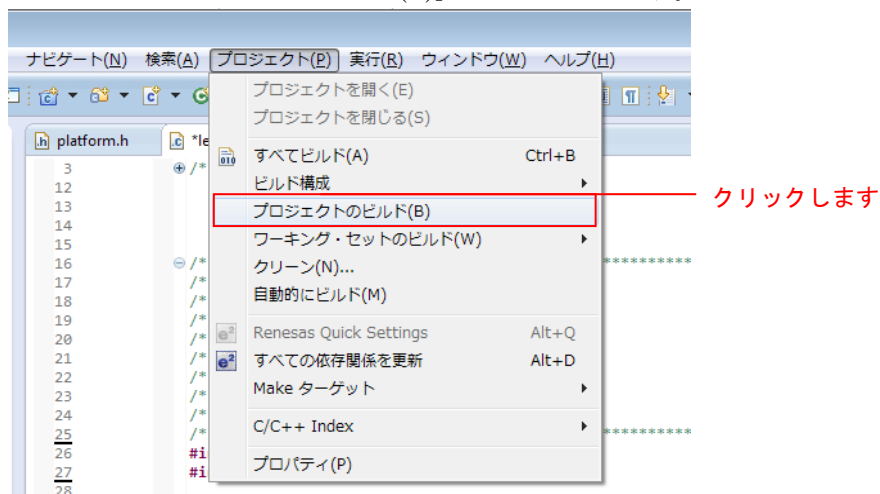 ナビゲート(N) 検索(A) プロジェクト(P) 実行(R) ウィンドウ(W) ヘルプ(H)
プロジェクトを開く(E)
プロジェクトを閉じる(S)
platform.h
*le
すべてビルド(A) Ctrl+B
ビルド構成
プロジェクトのビルド(B)
クリックします
ワーキング・セットのビルド(W)
クリーン(N)...
自動的にビルド(M)
Renesas Quick Settings Alt+Q
すべての依存関係を更新 Alt+D
Make ターゲット
C/C++ Index
プロパティ(P)
3 /*
12
13
14
15
16 /* **********
17 /*
18 /*
19 /*
20 /*
21 /*
22 /*
23 /*
24 /*
25 /* **********
26 #i
27 #i
28